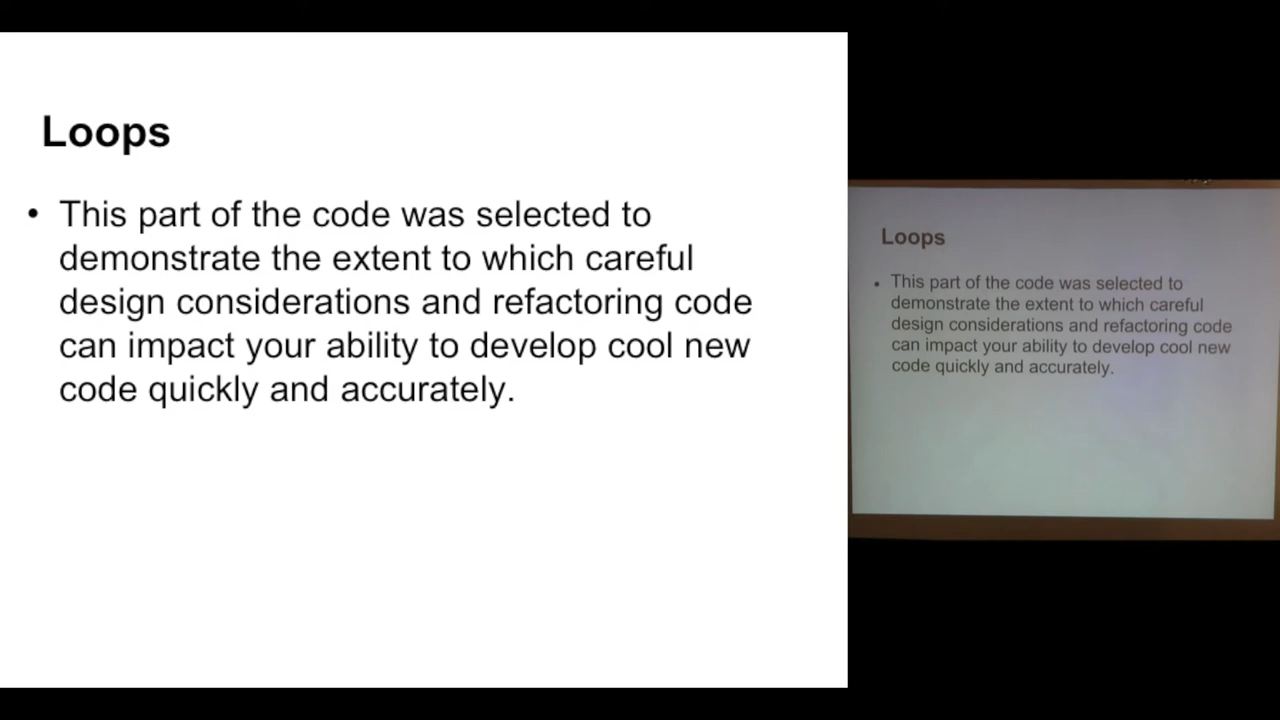 Loops
• This part of the code was selected to
demonstrate the extent to which careful
design considerations and refactoring code
can impact your ability to develop cool new
code quickly and accurately.
Loops
• This part of the code was selected to
demonstrate the extent to which careful
design considerations and refactoring code
can impact your ability to develop cool new
code quickly and accurately.